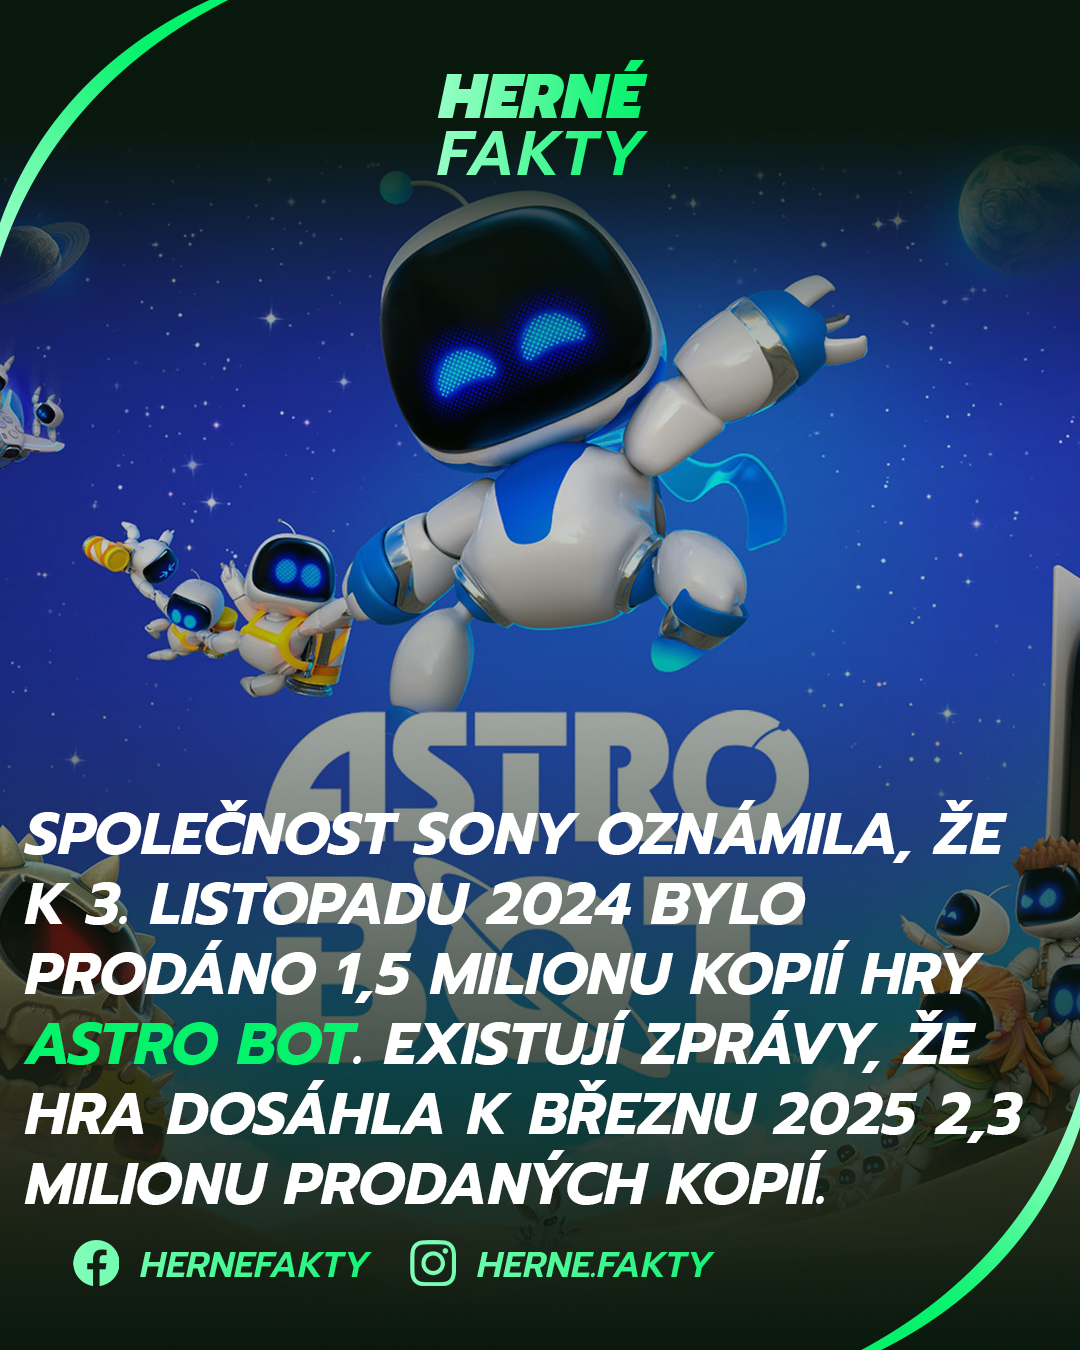 HERNÉ
FAKTY
ASTRO
BOT
SPOLEČNOST SONY OZNÁMILA, ŽE
K 3. LISTOPADU 2024 BYLO
PRODÁNO 1,5 MILIONU KOPIÍ HRY
ASTRO BOT. EXISTUJÍ ZPRÁVY, ŽE
HRA DOSÁHLA K BŘEZNU 2025 2,3
MILIONU PRODANÝCH KOPIÍ.
HERNEFAKTY HERNE.FAKTY